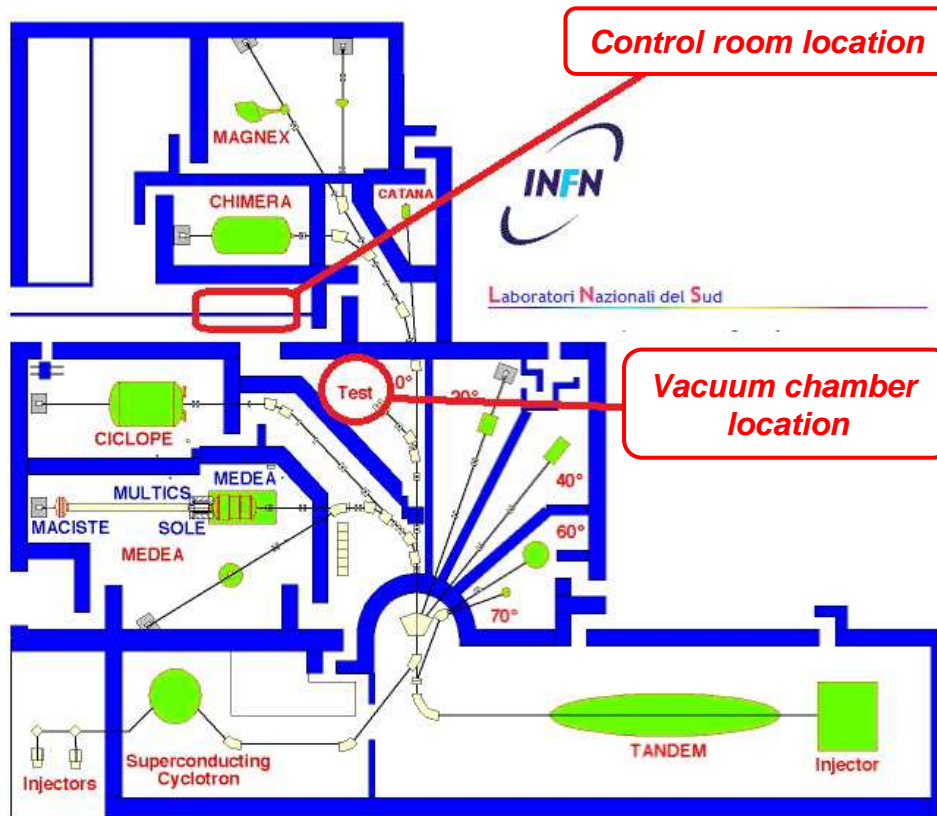 Control room location
MAGNEX
INFN
CATANA
CHIMERA
Laboratori Nazionali del Sud
Vacuum chamber
location
Test
0°
20°
CICLOPE
MEDEA
MULTICS
40°
MACISTE
SOLE
60°
MEDEA
70°
TANDEM
Superconducting
Cyclotron
Injectors
Injector